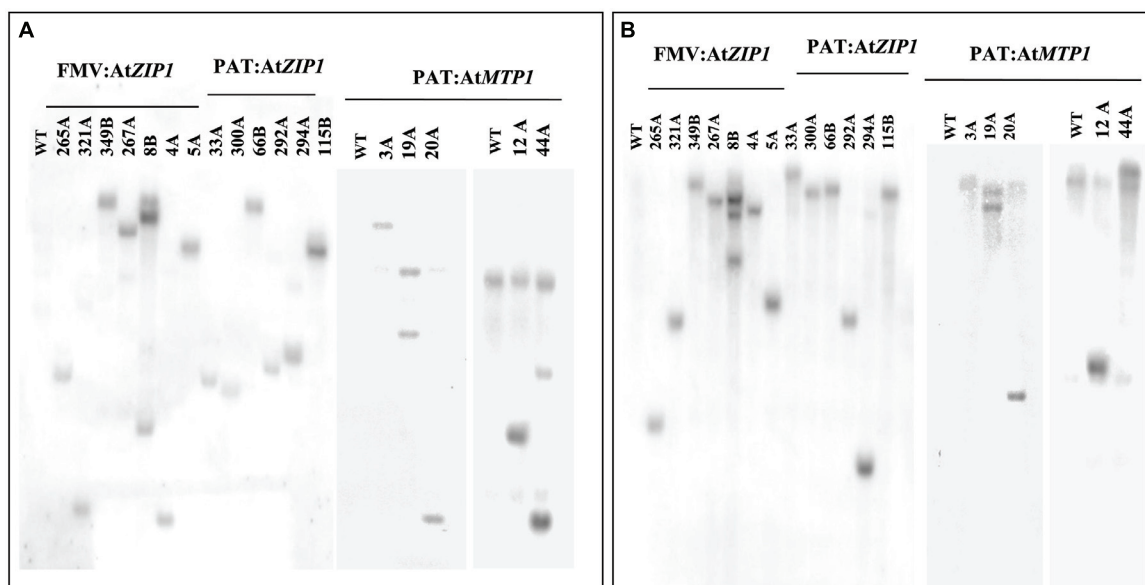 A
FMV:AtZIP1
PAT:AtZIP1
PAT:AtMTP1
WT
265A
321A
349B
267A
8B
4A
5A
33A
300A
66B
292A
294A
115B
WT
3A
19A
20A
WT
12 A
44A
B
FMV:AtZIP1
PAT:AtZIP1
PAT:AtMTP1
WT
265A
321A
349B
267A
8B
4A
5A
33A
300A
66B
292A
294A
115B
WT
3A
19A
20A
WT
12 A
44A